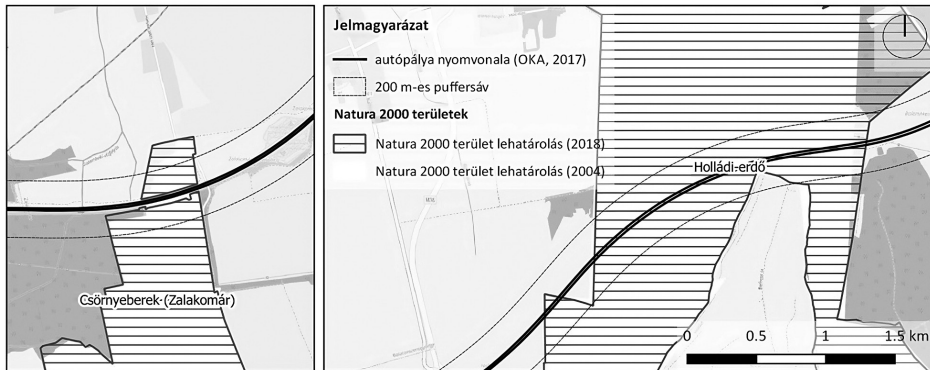 Csörnyeberek (Zalakomár)
Jelmagyarázat
autópálya nyomvonala (OKA, 2017)
200 m-es puffersáv
Natura 2000 területek
Natura 2000 terület lehatárolás (2018)
Natura 2000 terület lehatárolás (2004)
Holládi-erdő
0 0.5 1 1.5 km